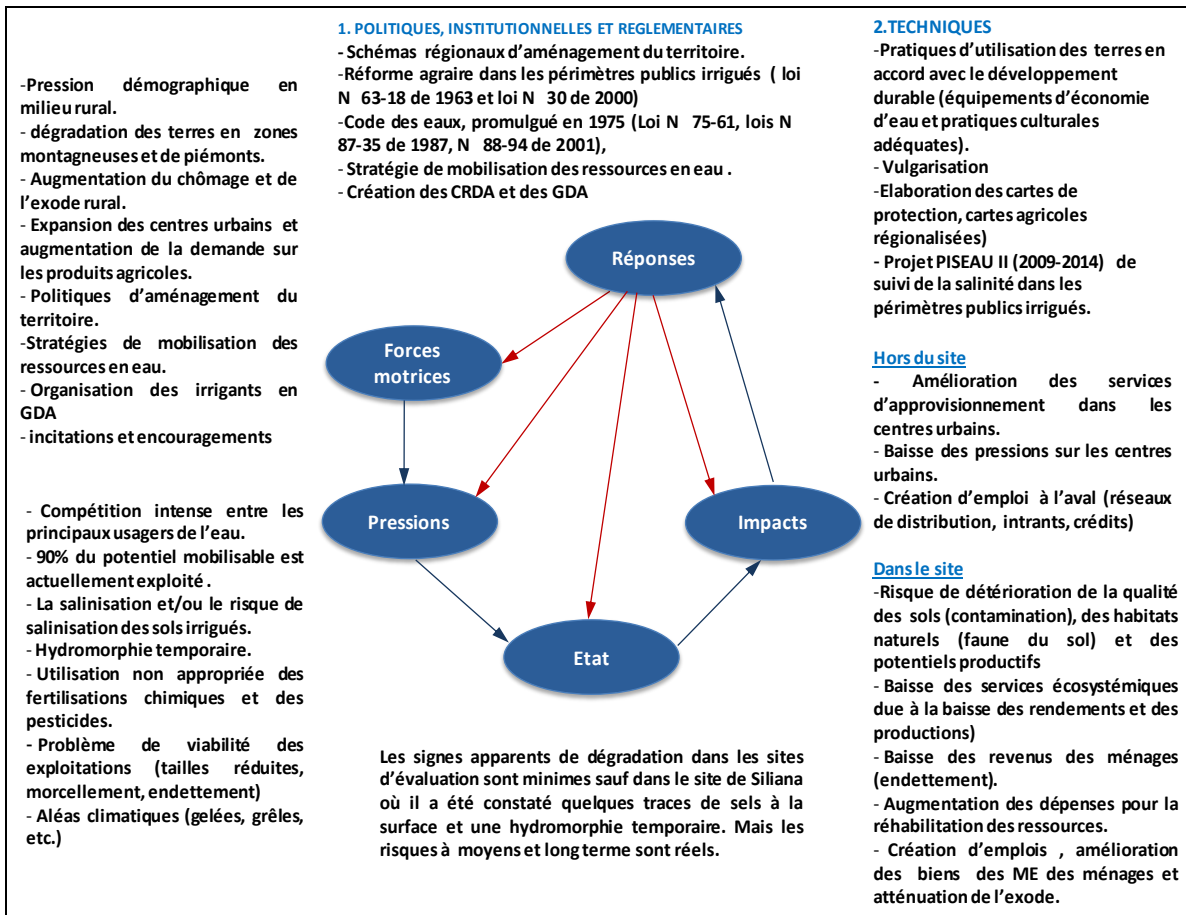 1. POLITIQUES, INSTITUTIONNELLES ET REGLEMENTAIRES
- Schémas régionaux d’aménagement du territoire.
-Réforme agraire dans les périmètres publics irrigués ( loi
N 63-18 de 1963 et loi N 30 de 2000)
-Code des eaux, promulgué en 1975 (Loi N 75-61, lois N
87-35 de 1987, N 88-94 de 2001),
- Stratégie de mobilisation des ressources en eau .
- Création des CRDA et des GDA
-Pression démographique en
milieu rural.
- dégradation des terres en zones
montagneuses et de piémonts.
- Augmentation du chômage et de
l’exode rural.
- Expansion des centres urbains et
augmentation de la demande sur
les produits agricoles.
- Politiques d’aménagement du
territoire.
-Stratégies de mobilisation des
ressources en eau.
- Organisation des irrigants en
GDA
- incitations et encouragements
- Compétition intense entre les
principaux usagers de l’eau.
- 90% du potentiel mobilisable est
actuellement exploité .
- La salinisation et/ou le risque de
salinisation des sols irrigués.
- Hydromorphie temporaire.
- Utilisation non appropriée des
fertilisations chimiques et des
pesticides.
- Problème de viabilité des
exploitations (tailles réduites,
morcellement, endettement)
- Aléas climatiques (gelées, grêles,
etc.)
Réponses
Forces
motrices
Pressions
Impacts
Etat
Les signes apparents de dégradation dans les sites
d’évaluation sont minimes sauf dans le site de Siliana
où il a été constaté quelques traces de sels à la
surface et une hydromorphie temporaire. Mais les
risques à moyens et long terme sont réels.
2.TECHNIQUES
-Pratiques d’utilisation des terres en
accord avec le développement
durable (équipements d’économie
d’eau et pratiques culturales
adéquates).
- Vulgarisation
-Elaboration des cartes de
protection, cartes agricoles
régionalisées)
- Projet PISEAU II (2009-2014) de
suivi de la salinité dans les
périmètres publics irrigués.
Hors du site
- Amélioration des services
d’approvisionnement dans les
centres urbains.
- Baisse des pressions sur les centres
urbains.
- Création d’emploi à l’aval (réseaux
de distribution, intrants, crédits)
Dans le site
-Risque de détérioration de la qualité
des sols (contamination), des habitats
naturels (faune du sol) et des
potentiels productifs
- Baisse des services écosystémiques
due à la baisse des rendements et des
productions)
- Baisse des revenus des ménages
(endettement).
- Augmentation des dépenses pour la
réhabilitation des ressources.
- Création d’emplois , amélioration
des biens des ME des ménages et
atténuation de l’exode.